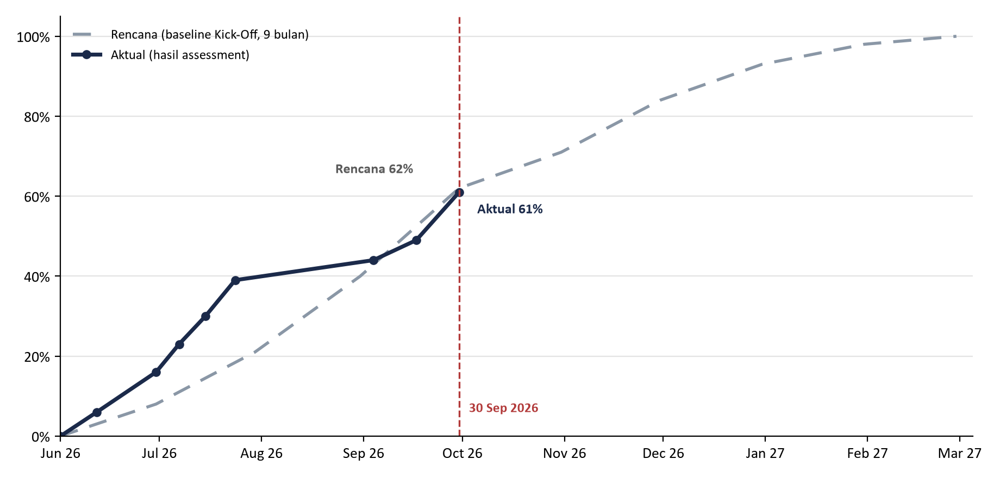 Rencana (baseline Kick-Off, 9 bulan)
Aktual (hasil assessment)
100%
80%
60%
40%
20%
0%
Rencana 62%
Aktual 61%
30 Sep 2026
Jun 26
Jul 26
Aug 26
Sep 26
Oct 26
Nov 26
Dec 26
Jan 27
Feb 27
Mar 27